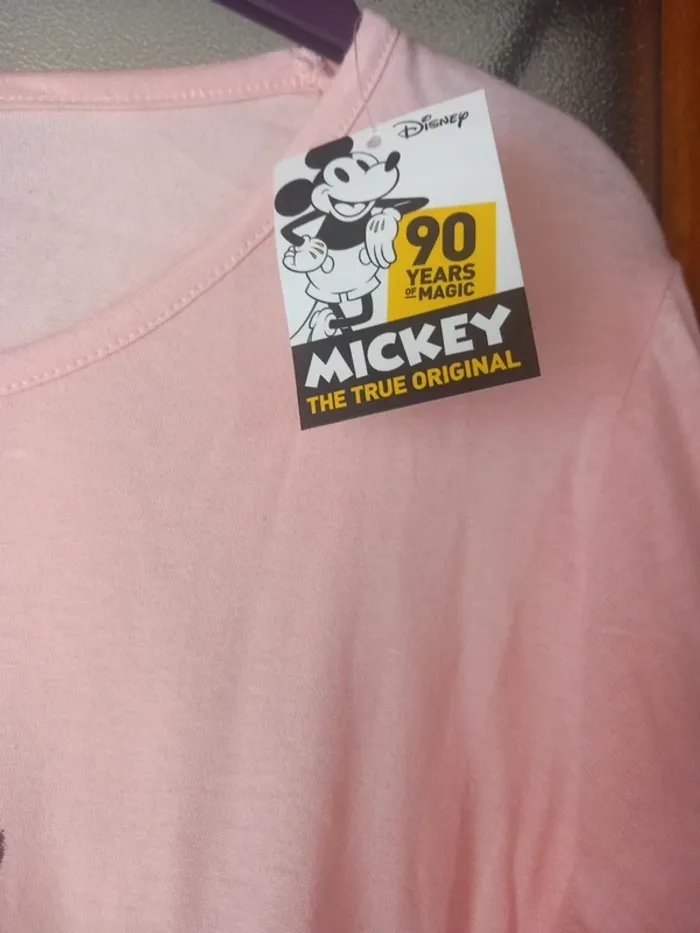 Disney
90
YEARS
OF MAGIC
MICKEY
THE TRUE ORIGINAL